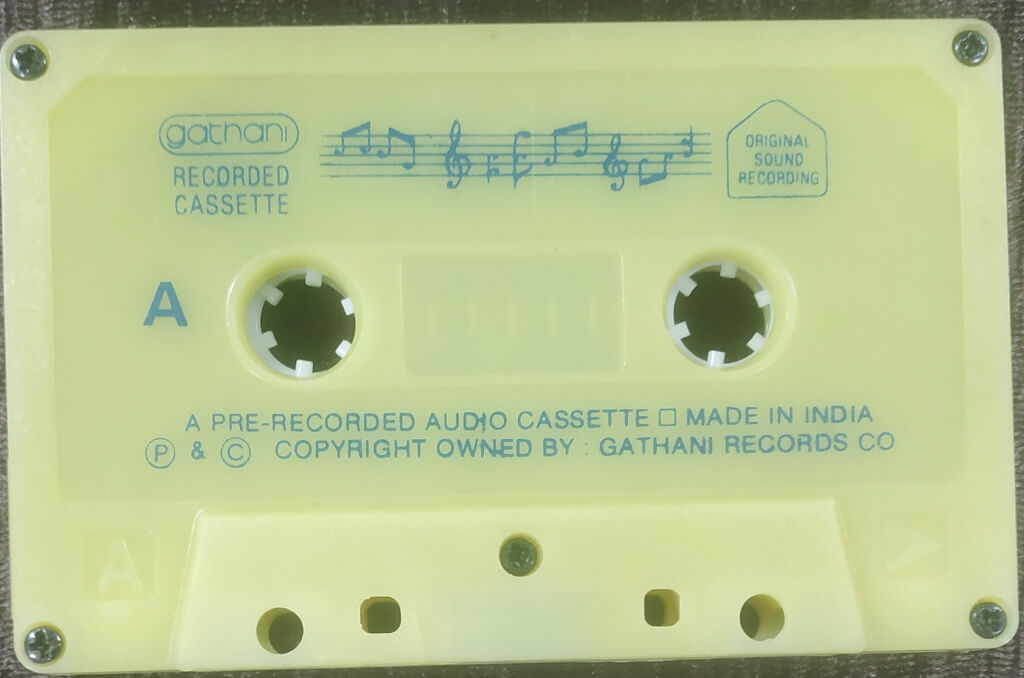 gathani
RECORDED
CASSETTE
ORIGINAL
SOUND
RECORDING
A
A PRE-RECORDED AUDIO CASSETTE □ MADE IN INDIA
Ⓟ & © COPYRIGHT OWNED BY : GATHANI RECORDS CO
A